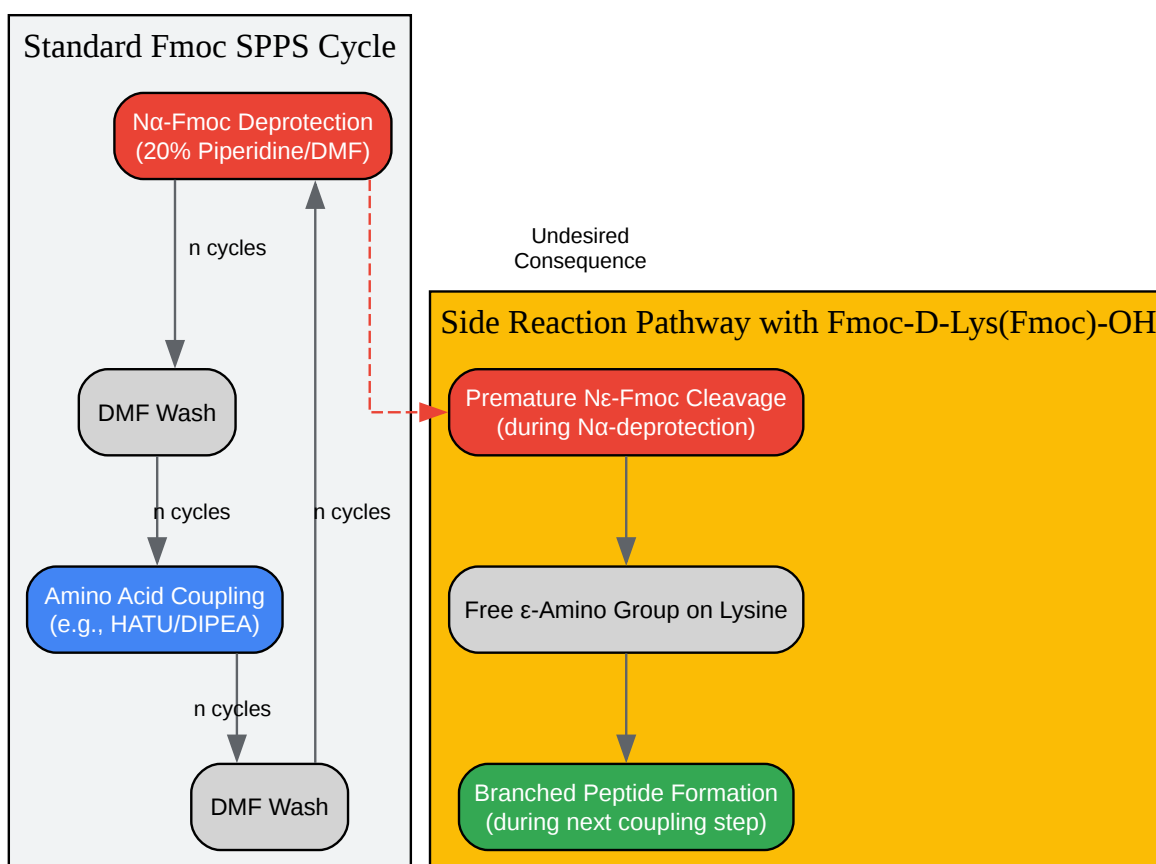 Standard Fmoc SPPS Cycle
Nα-Fmoc Deprotection
(20% Piperidine/DMF)
n cycles
DMF Wash
n cycles
n cycles
Amino Acid Coupling
(e.g., HATU/DIPEA)
n cycles
DMF Wash
Undesired
Consequence
Side Reaction Pathway with Fmoc-D-Lys(Fmoc)-OH
Premature Nε-Fmoc Cleavage
(during Nα-deprotection)
Free ε-Amino Group on Lysine
Branched Peptide Formation
(during next coupling step)